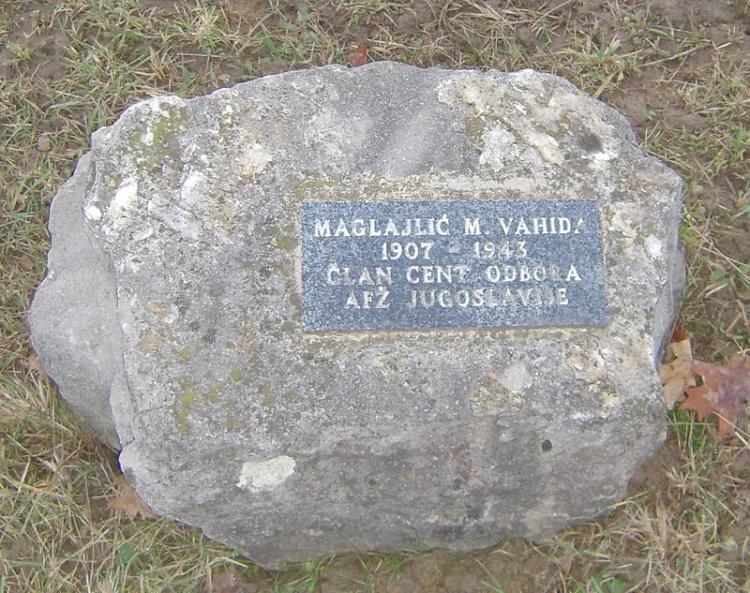 MAGLAJLIĆ M. VAHIDA
1907 - 1943
ČLAN CENT. ODBORA
AFŽ JUGOSLAVIJE